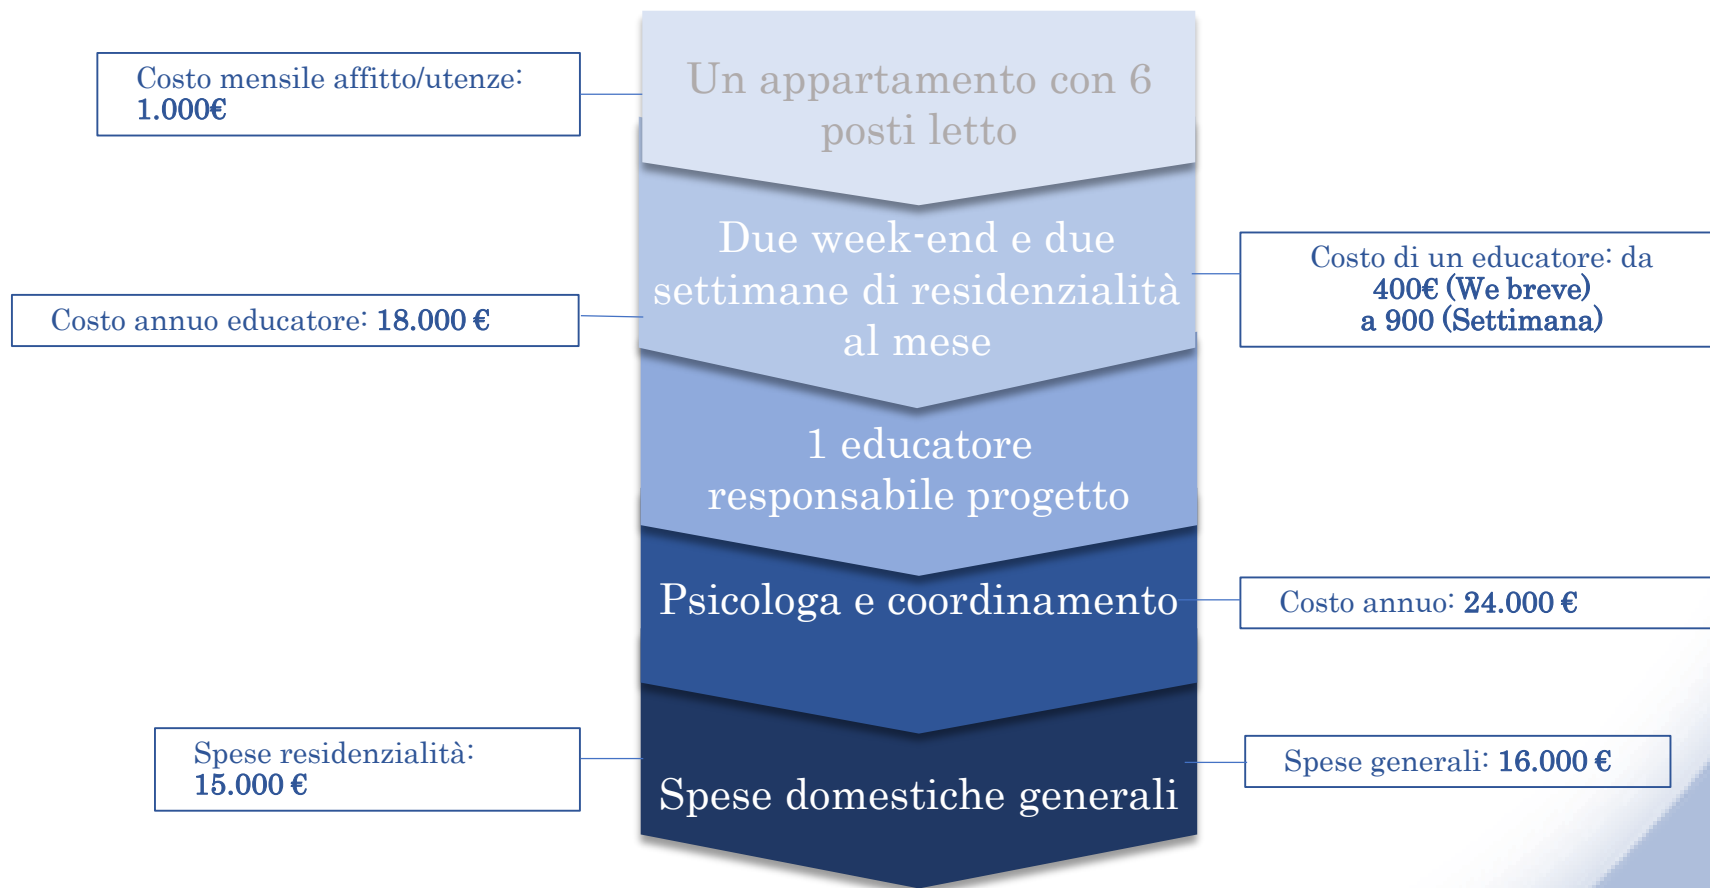 Costo mensile affitto/utenze:
1.000€
Un appartamento con 6
posti letto
Due week-end e due
settimane di residenzialità
al mese
Costo di un educatore: da
400€ (We breve)
a 900 (Settimana)
Costo annuo educatore: 18.000 €
1 educatore
responsabile progetto
Psicologa e coordinamento
Costo annuo: 24.000 €
Spese residenzialità:
15.000 €
Spese domestiche generali
Spese generali: 16.000 €